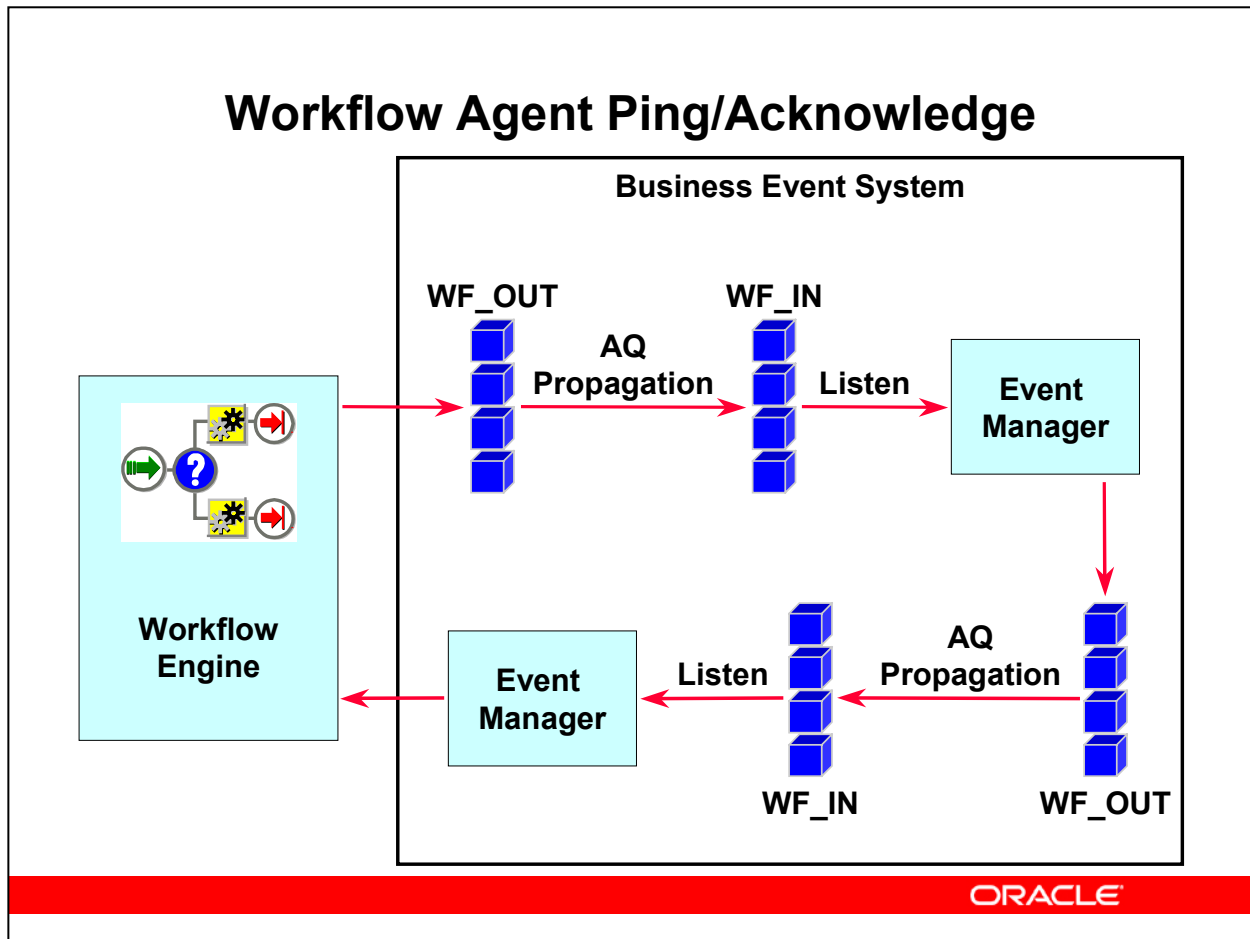 Workflow Agent Ping/Acknowledge
Business Event System
WF_OUT
WF_IN
AQ
Propagation
Listen
Event
Manager
?
Workflow
Engine
Event
Manager
Listen
AQ
Propagation
WF_IN
WF_OUT
ORACLE